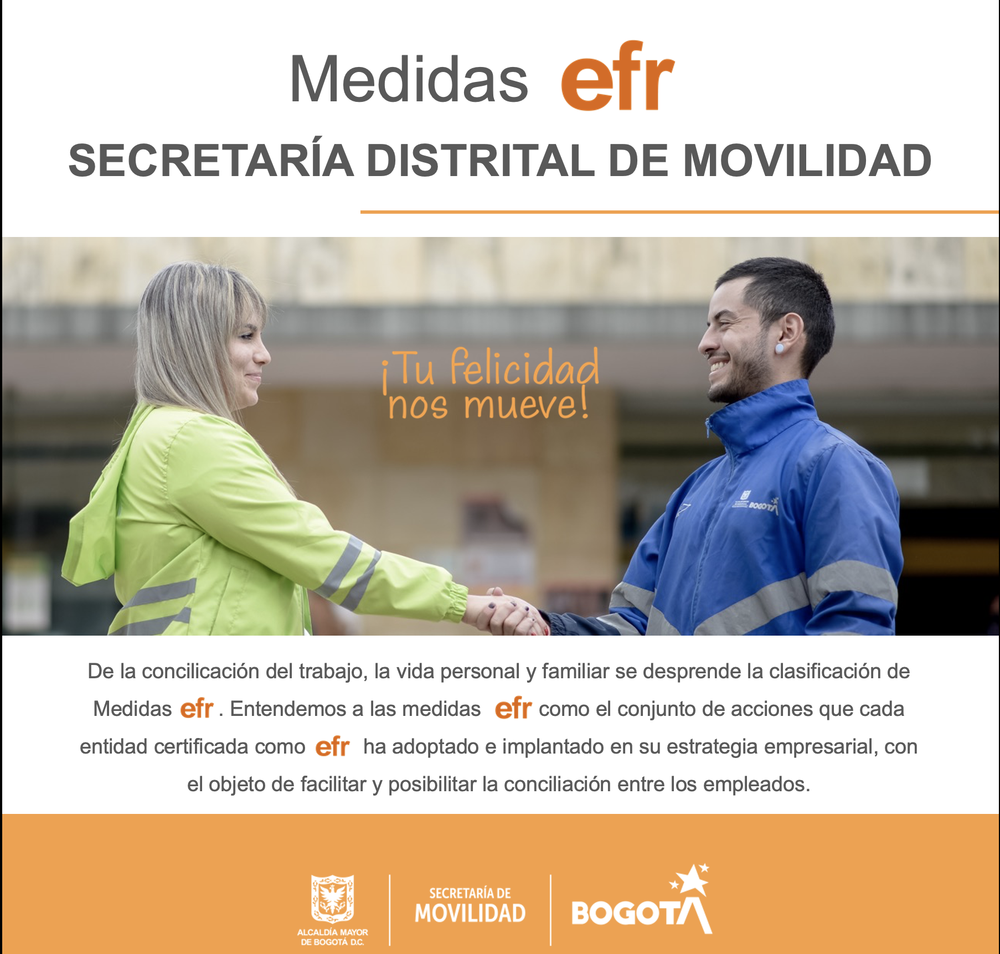 Medidas efr
SECRETARÍA DISTRITAL DE MOVILIDAD
¡Tu felicidad
nos mueve!
BOGOTÁ
De la concilicación del trabajo, la vida personal y familiar se desprende la clasificación de
Medidas efr . Entendemos a las medidas efr como el conjunto de acciones que cada
entidad certificada como efr ha adoptado e implantado en su estrategia empresarial, con
el objeto de facilitar y posibilitar la conciliación entre los empleados.
ALCALDÍA MAYOR
DE BOGOTÁ D.C.
SECRETARÍA DE
MOVILIDAD
BOGOTÁ